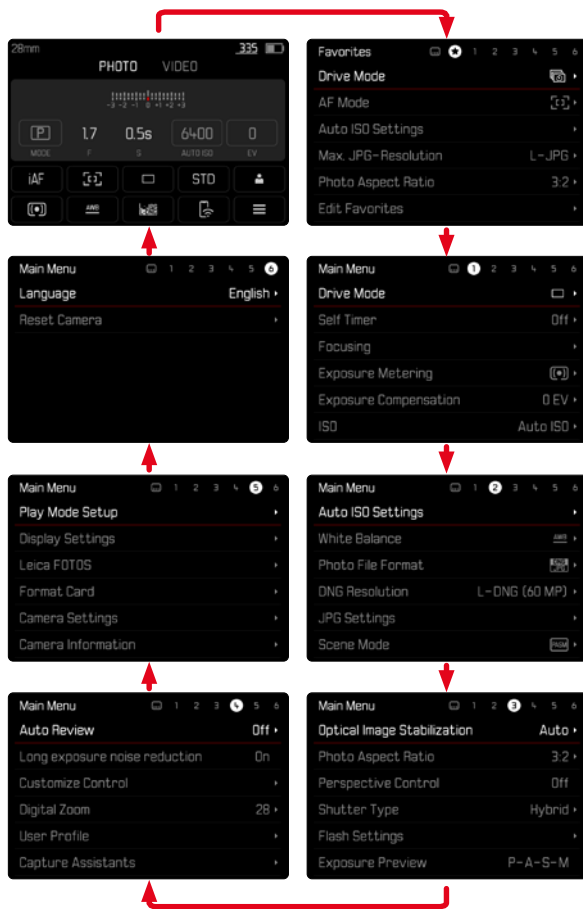 28mm 335
PHOTO VIDEO
-3 -2 -1 0 +1 +2 +3
P 1.7 0.5s 6400 0
MODE F S AUTO ISO EV
iAF STD
AWB
Favorites 1 2 3 4 5 6
Drive Mode
AF Mode
Auto ISO Settings
Max. JPG-Resolution L-JPG
Photo Aspect Ratio 3:2
Edit Favorites
Main Menu 1 2 3 4 5 6
Language English
Reset Camera
Main Menu 1 2 3 4 5 6
Drive Mode
Self Timer Off
Focusing
Exposure Metering
Exposure Compensation 0 EV
ISO Auto ISO
Main Menu 1 2 3 4 5 6
Play Mode Setup
Display Settings
Leica FOTOS
Format Card
Camera Settings
Camera Information
Main Menu 1 2 3 4 5 6
Auto ISO Settings
White Balance AWB
Photo File Format DNG JPG
DNG Resolution L-DNG (60 MP)
JPG Settings
Scene Mode PASM
Main Menu 1 2 3 4 5 6
Auto Review Off
Long exposure noise reduction On
Customize Control
Digital Zoom 28
User Profile
Capture Assistants
Main Menu 1 2 3 4 5 6
Optical Image Stabilization Auto
Photo Aspect Ratio 3:2
Perspective Control Off
Shutter Type Hybrid
Flash Settings
Exposure Preview P-A-S-M